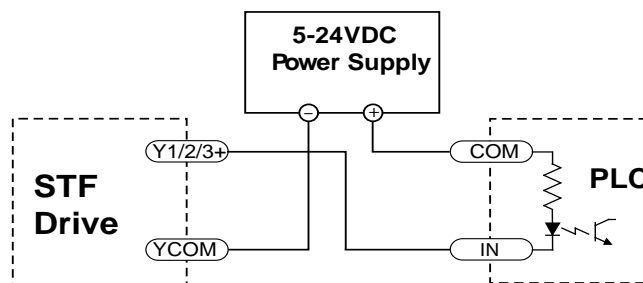 5-24VDC
Power Supply
− +
Y1/2/3+
COM
STF
Drive
PLC
YCOM
IN